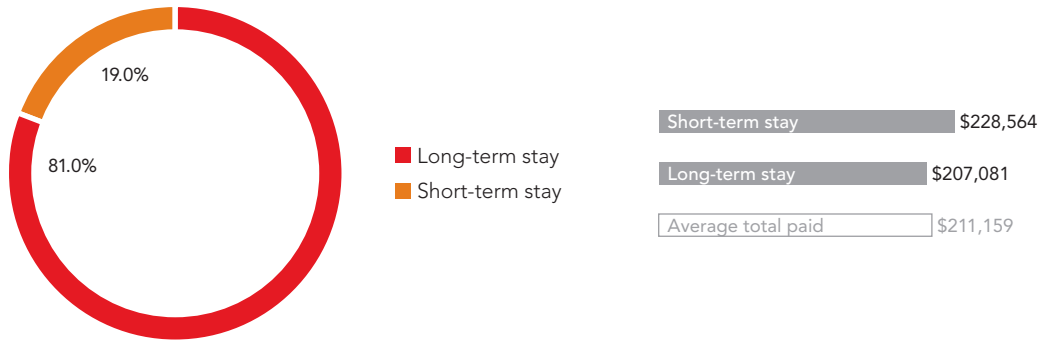 19.0%
81.0%
Long-term stay
Short-term stay
Short-term stay $228,564
Long-term stay $207,081
Average total paid $211,159